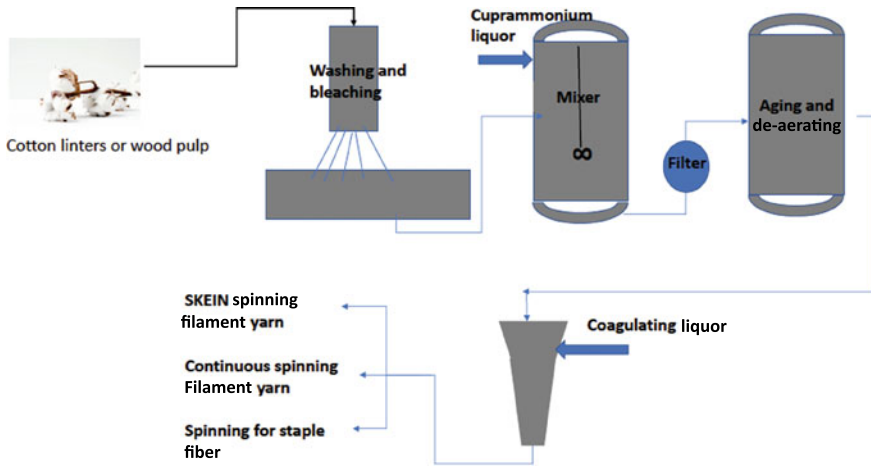 Cotton linters or wood pulp
Washing and
bleaching
Cuprammonium
liquor
Mixer
∞
Filter
Aging and
de-aerating
Coagulating liquor
SKEIN spinning
filament yarn
Continuous spinning
Filament yarn
Spinning for staple
fiber